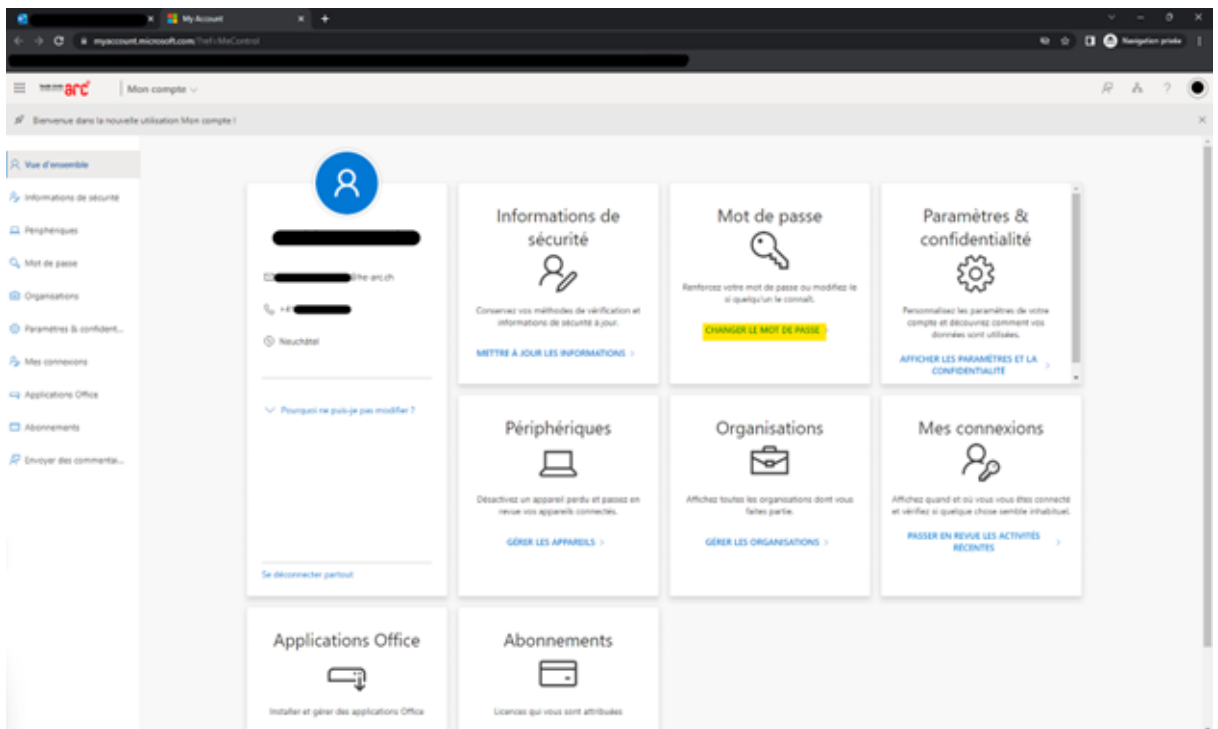 My Account
myaccount.microsoft.com/?ref=MeControl
Navigation privée
arc
Mon compte
Bienvenue dans la nouvelle utilisation Mon compte !
Vue d'ensemble
Informations de sécurité
Périphériques
Mot de passe
Organisations
Paramètres & confident...
Mes connexions
Applications Office
Abonnements
Envoyer des commentai...
@he-arc.ch
+41
Neuchâtel
Pourquoi ne puis-je pas modifier ?
Se déconnecter partout
Informations de
sécurité
Conservez vos méthodes de vérification et
informations de sécurité à jour.
METTRE À JOUR LES INFORMATIONS >
Mot de passe
Renforcez votre mot de passe ou modifiez le
si quelqu'un le connaît.
CHANGER LE MOT DE PASSE >
Paramètres &
confidentialité
Personnalisez les paramètres de votre
compte et découvrez comment vos
données sont utilisées.
AFFICHER LES PARAMÈTRES ET LA
CONFIDENTIALITÉ >
Périphériques
Désactivez un appareil perdu et passez en
revue vos appareils connectés.
GÉRER LES APPAREILS >
Organisations
Affichez toutes les organisations dont vous
faites partie.
GÉRER LES ORGANISATIONS >
Mes connexions
Affichez quand et où vous vous êtes connecté
et vérifiez si quelque chose semble inhabituel.
PASSER EN REVUE LES ACTIVITÉS
RÉCENTES >
Applications Office
Installer et gérer des applications Office
Abonnements
Licences qui vous sont attribuées